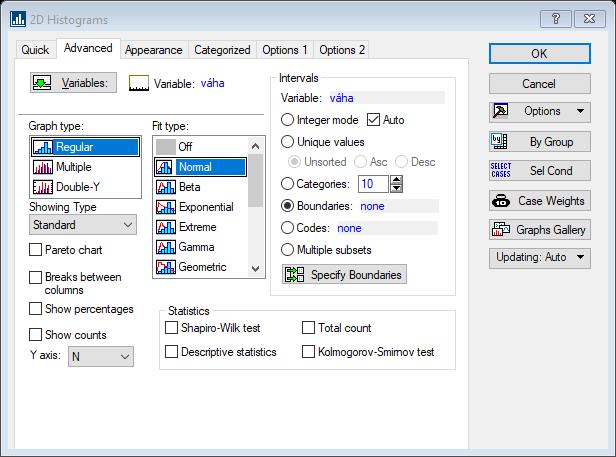 2D Histograms
? X
Quick Advanced Appearance Categorized Options 1 Options 2
Variables: Variable: váha
Graph type:
Regular
Multiple
Double-Y
Showing Type
Standard
Pareto chart
Breaks between
columns
Show percentages
Show counts
Y axis: N
Fit type:
Off
Normal
Beta
Exponential
Extreme
Gamma
Geometric
Intervals
Variable: váha
Integer mode Auto
Unique values
Unsorted Asc Desc
Categories: 10
Boundaries: none
Codes: none
Multiple subsets
Specify Boundaries
Statistics
Shapiro-Wilk test Total count
Descriptive statistics Kolmogorov-Smirnov test
OK
Cancel
Options
By Group
SELECT
CASES Sel Cond
Case Weights
Graphs Gallery
Updating: Auto